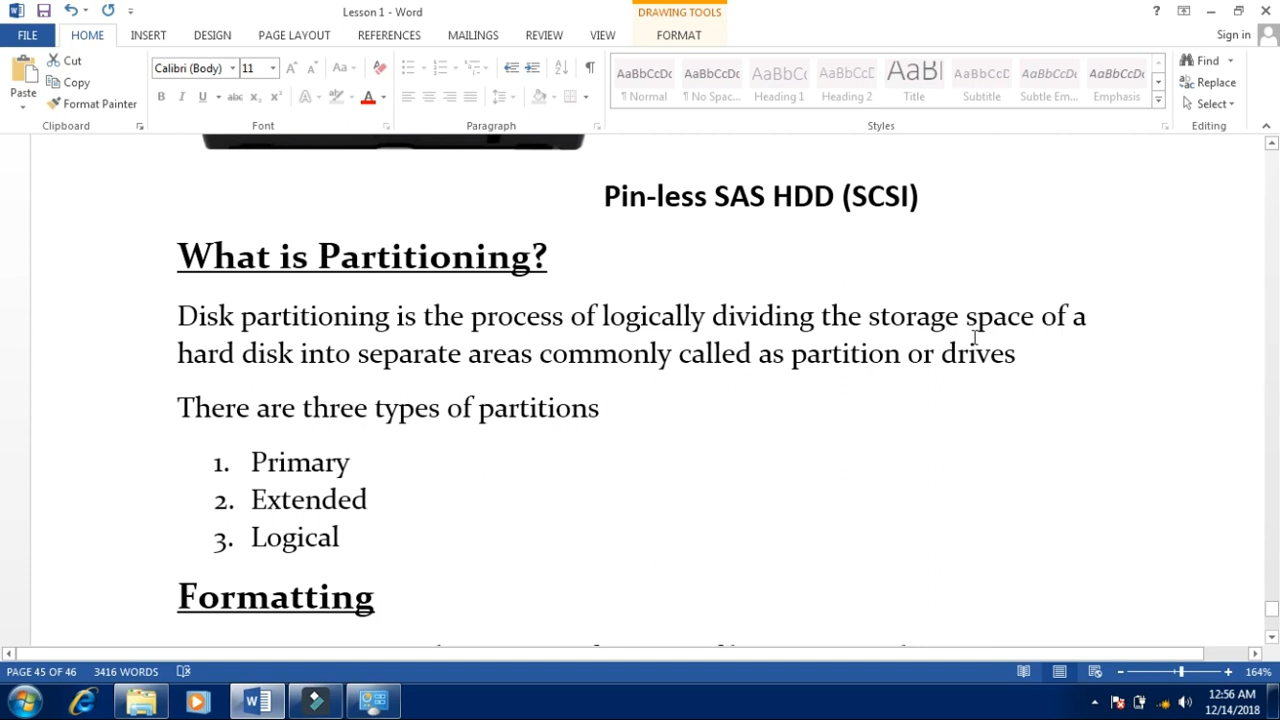 Lesson 1 - Word
DRAWING TOOLS
?
Sign in
FILE
HOME
INSERT
DESIGN
PAGE LAYOUT
REFERENCES
MAILINGS
REVIEW
VIEW
FORMAT
Paste
Cut
Copy
Format Painter
Clipboard
Calibri (Body)
11
Font
Paragraph
AaBbCcDc
¶ Normal
AaBbCcDc
¶ No Spac...
AaBbCc
Heading 1
AaBbCcDc
Heading 2
AaBl
Title
AaBbCcDc
Subtitle
AaBbCcDc
Subtle Em...
AaBbCcDc
Emphasis
Styles
Find
Replace
Select
Editing
Pin-less SAS HDD (SCSI)
What is Partitioning?
Disk partitioning is the process of logically dividing the storage space of a
hard disk into separate areas commonly called as partition or drives
There are three types of partitions
1. Primary
2. Extended
3. Logical
Formatting
PAGE 45 OF 46
3416 WORDS
164%
12:56 AM
12/14/2018